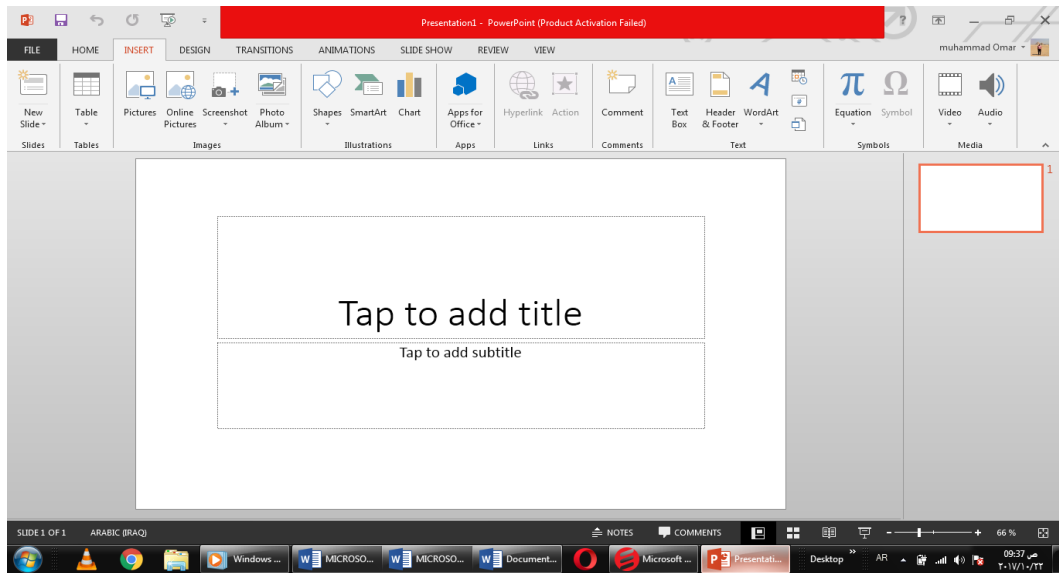 Presentation1 - PowerPoint (Product Activation Failed)
?
FILE HOME INSERT DESIGN TRANSITIONS ANIMATIONS SLIDE SHOW REVIEW VIEW muhammad Omar
New Slide
Table
Pictures
Online Pictures
Screenshot
Photo Album
Shapes
SmartArt
Chart
Apps for Office
Hyperlink
Action
Comment
Text Box
Header & Footer
WordArt
π
Equation
Ω
Symbol
Video
Audio
Slides Tables Images Illustrations Apps Links Comments Text Symbols Media
1
Tap to add title
Tap to add subtitle
SLIDE 1 OF 1 ARABIC (IRAQ) NOTES COMMENTS 66 %
Windows ... MICROSO... MICROSO... Document... Microsoft ... Presentati... Desktop AR
09:37 ص
٢٠١٧/١٠/٢٢